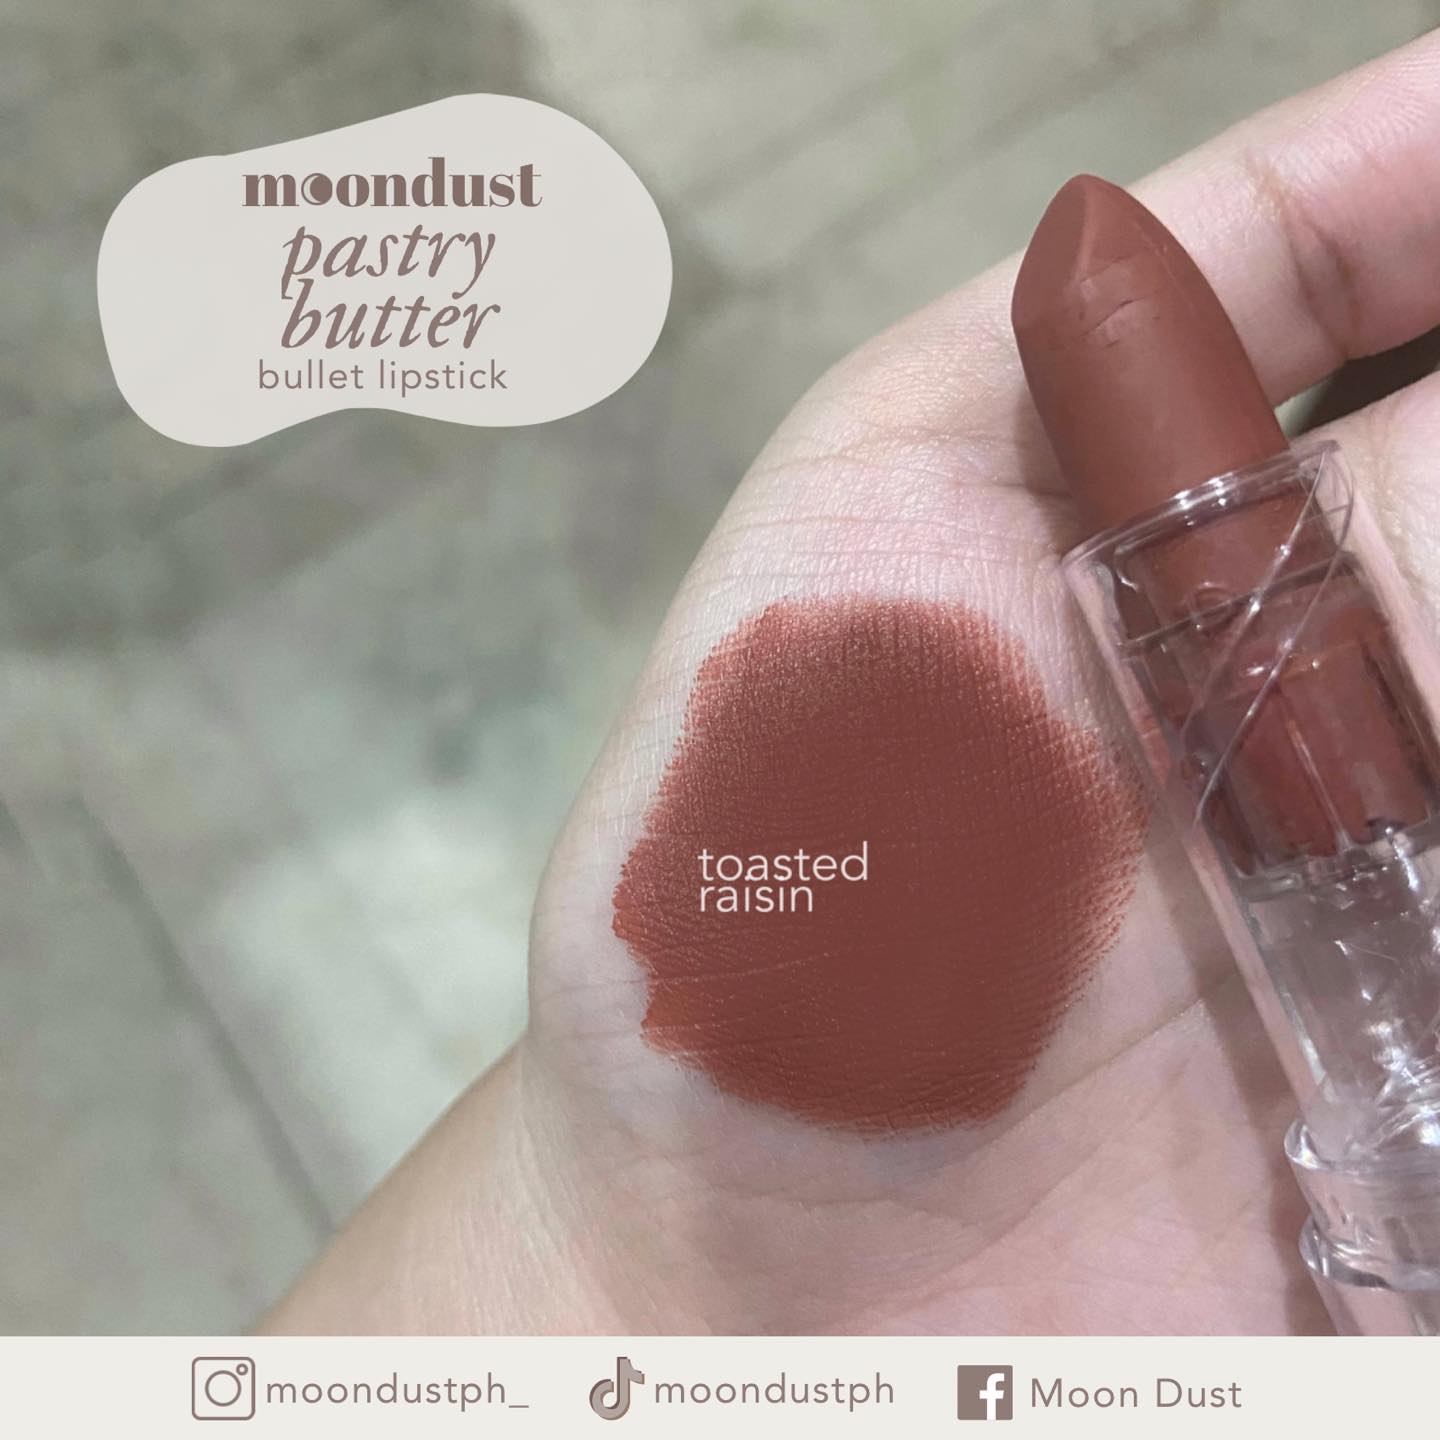 moondust
pastry
butter
bullet lipstick
toasted
raisin
moondustph_
moondustph
Moon Dust